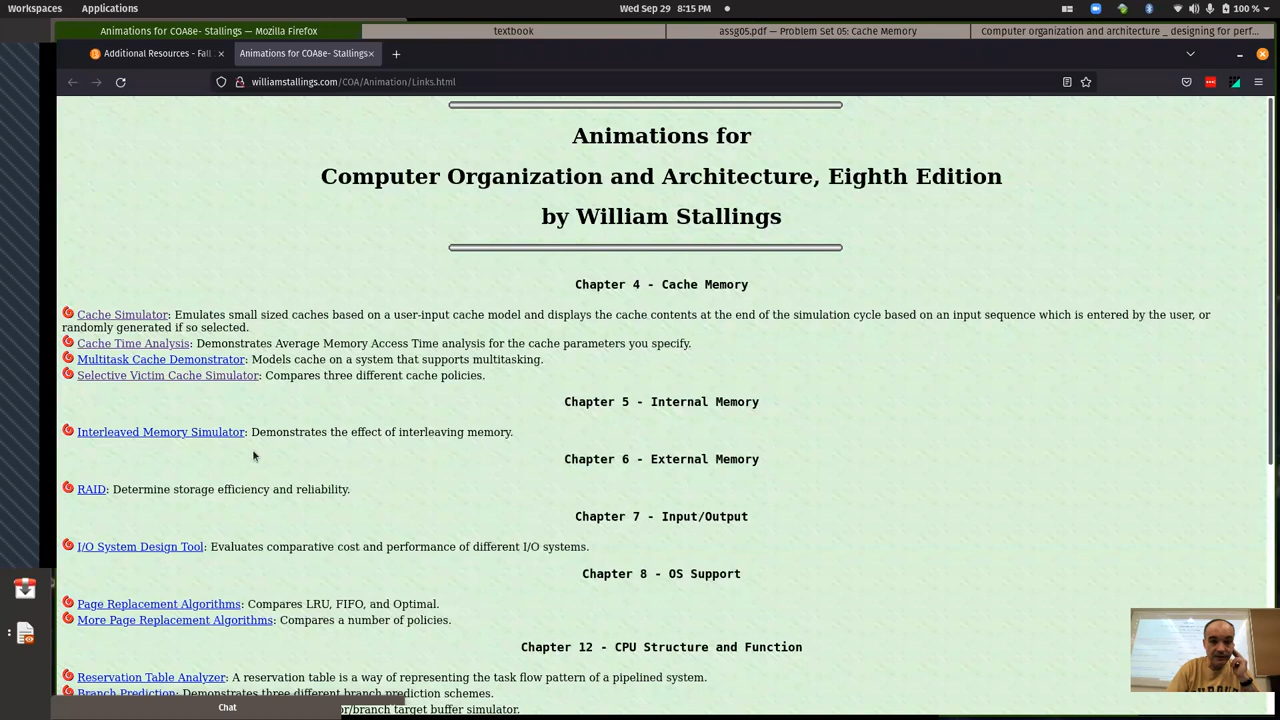 Workspaces Applications Wed Sep 29 8:15 PM 100 %
Animations for COA8e- Stallings — Mozilla Firefox textbook assg05.pdf — Problem Set 05: Cache Memory Computer organization and architecture _ designing for perf...
Additional Resources - Fall Animations for COA8e- Stallings
williamstallings.com/COA/Animation/Links.html
Animations for
Computer Organization and Architecture, Eighth Edition
by William Stallings
Chapter 4 - Cache Memory
Cache Simulator: Emulates small sized caches based on a user-input cache model and displays the cache contents at the end of the simulation cycle based on an input sequence which is entered by the user, or
randomly generated if so selected.
Cache Time Analysis: Demonstrates Average Memory Access Time analysis for the cache parameters you specify.
Multitask Cache Demonstrator: Models cache on a system that supports multitasking.
Selective Victim Cache Simulator: Compares three different cache policies.
Chapter 5 - Internal Memory
Interleaved Memory Simulator: Demonstrates the effect of interleaving memory.
Chapter 6 - External Memory
RAID: Determine storage efficiency and reliability.
Chapter 7 - Input/Output
I/O System Design Tool: Evaluates comparative cost and performance of different I/O systems.
Chapter 8 - OS Support
Page Replacement Algorithms: Compares LRU, FIFO, and Optimal.
More Page Replacement Algorithms: Compares a number of policies.
Chapter 12 - CPU Structure and Function
Reservation Table Analyzer: A reservation table is a way of representing the task flow pattern of a pipelined system.
Branch Prediction: Demonstrates three different branch prediction schemes.
or/branch target buffer simulator.
Chat